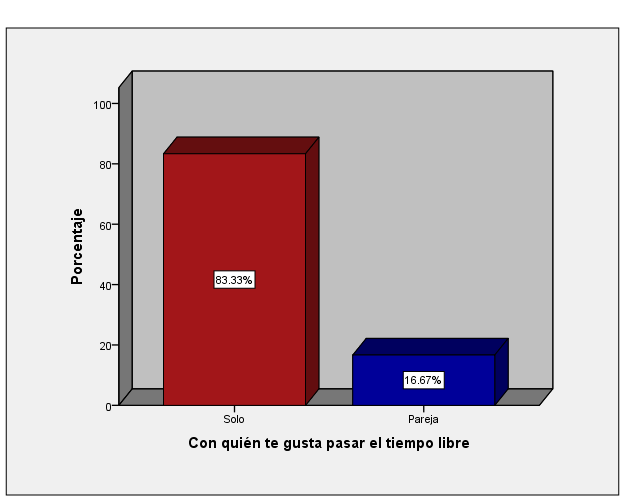 Porcentaje
100
80
60
40
20
0
83.33%
16.67%
Solo
Pareja
Con quién te gusta pasar el tiempo libre